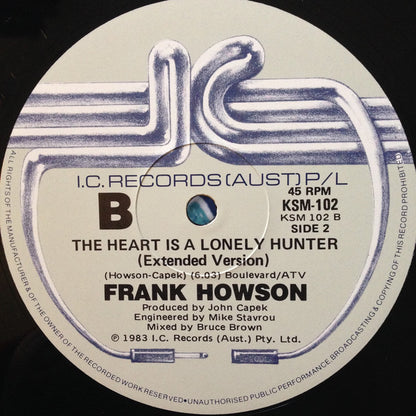 I.C. RECORDS (AUST) P/L
B
45 RPM
KSM-102
KSM 102 B
SIDE 2
THE HEART IS A LONELY HUNTER
(Extended Version)
(Howson-Capek) (6.03) Boulevard/ATV
FRANK HOWSON
Produced by John Capek
Engineered by Mike Stavrou
Mixed by Bruce Brown
℗ 1983 I.C. Records (Aust.) Pty. Ltd.
ALL RIGHTS OF THE MANUFACTURER & OF THE OWNER OF THE RECORDED WORK RESERVED•UNAUTHORISED PUBLIC PERFORMANCE, BROADCASTING & COPYING OF THIS RECORD PROHIBITED